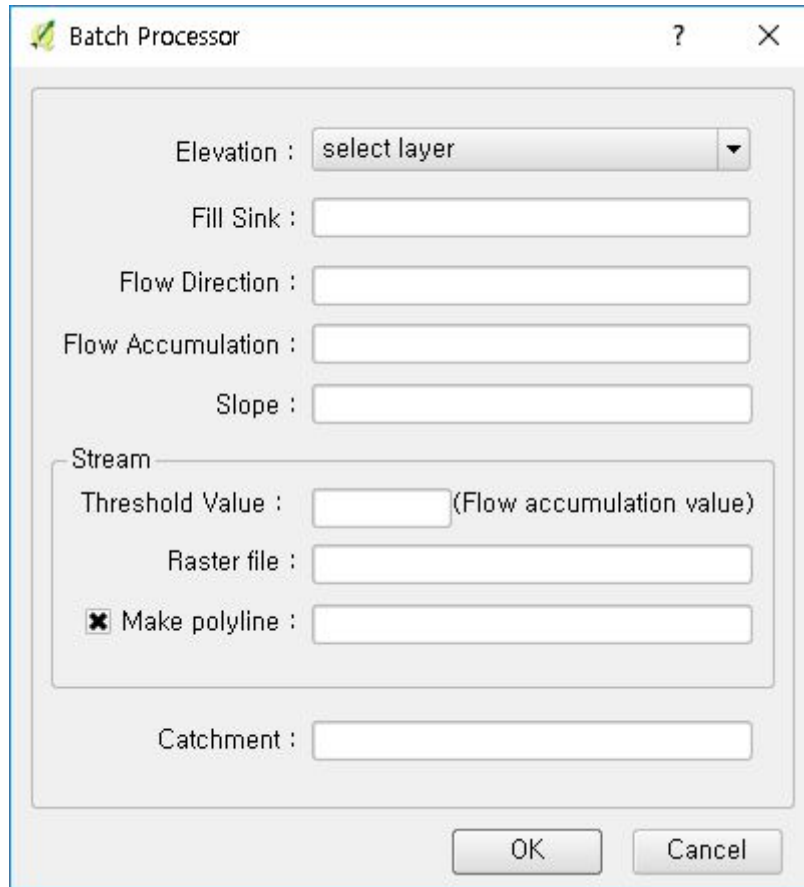 Batch Processor
?
Elevation :
select layer
Fill Sink :
Flow Direction :
Flow Accumulation :
Slope :
Stream
Threshold Value : (Flow accumulation value)
Raster file :
Make polyline :
Catchment :
OK
Cancel